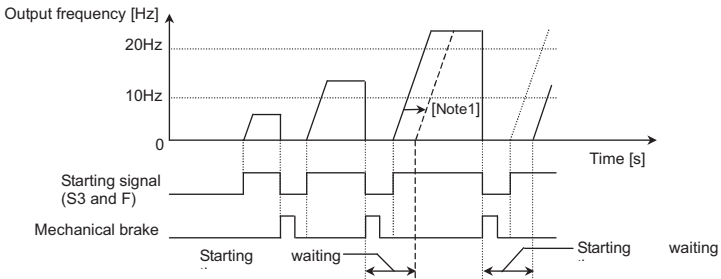 Output frequency [Hz]
20Hz
10Hz
[Note1]
0
Time [s]
Starting signal
(S3 and F)
Mechanical brake
Starting waiting
Starting waiting